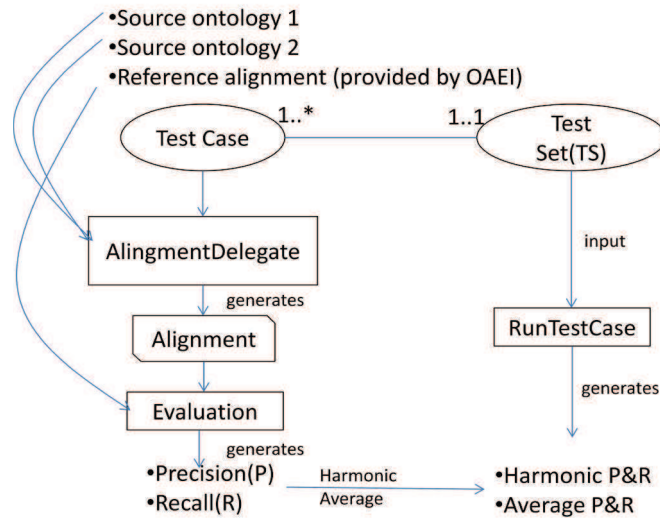 •Source ontology 1
•Source ontology 2
•Reference alignment (provided by OAEI)
1..*
1..1
Test Case
Test
Set(TS)
AlingmentDelegate
input
generates
Alignment
RunTestCase
Evaluation
generates
generates
•Precision(P)
•Recall(R)
Harmonic
Average
•Harmonic P&R
•Average P&R